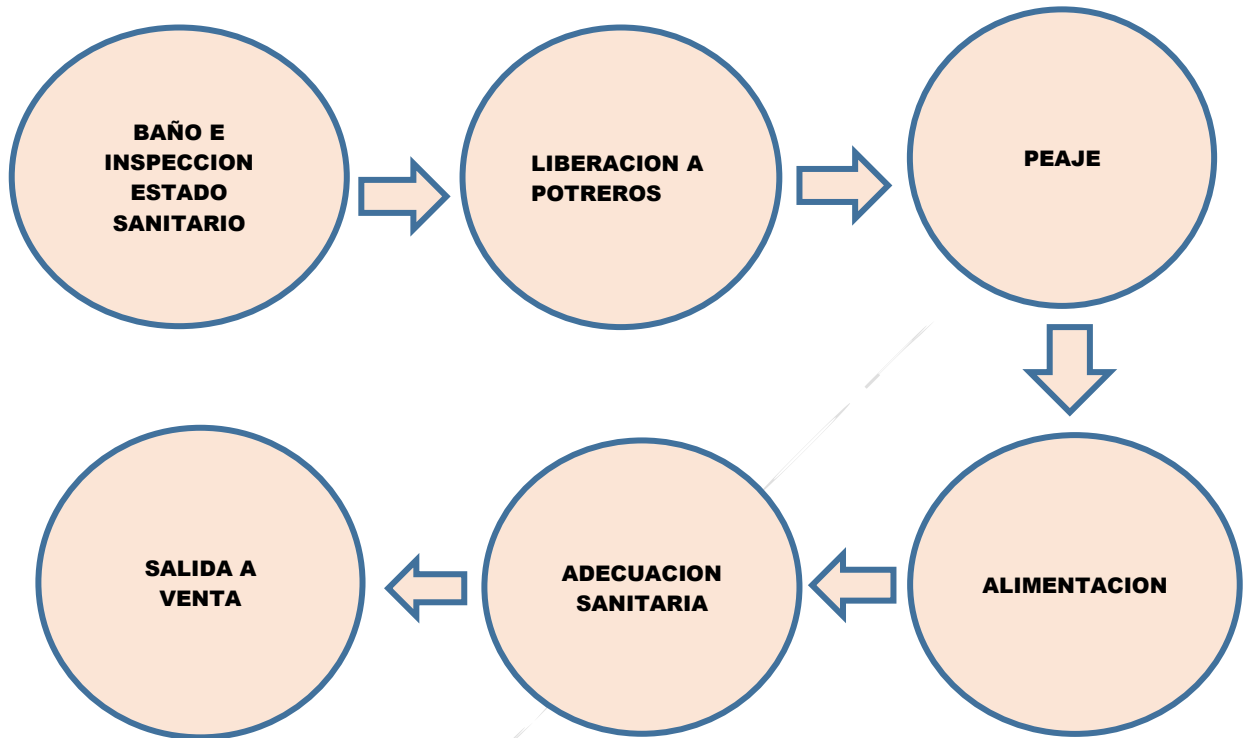 BAÑO E
INSPECCION
ESTADO
SANITARIO
LIBERACION A
POTREROS
PEAJE
ALIMENTACION
ADECUACION
SANITARIA
SALIDA A
VENTA